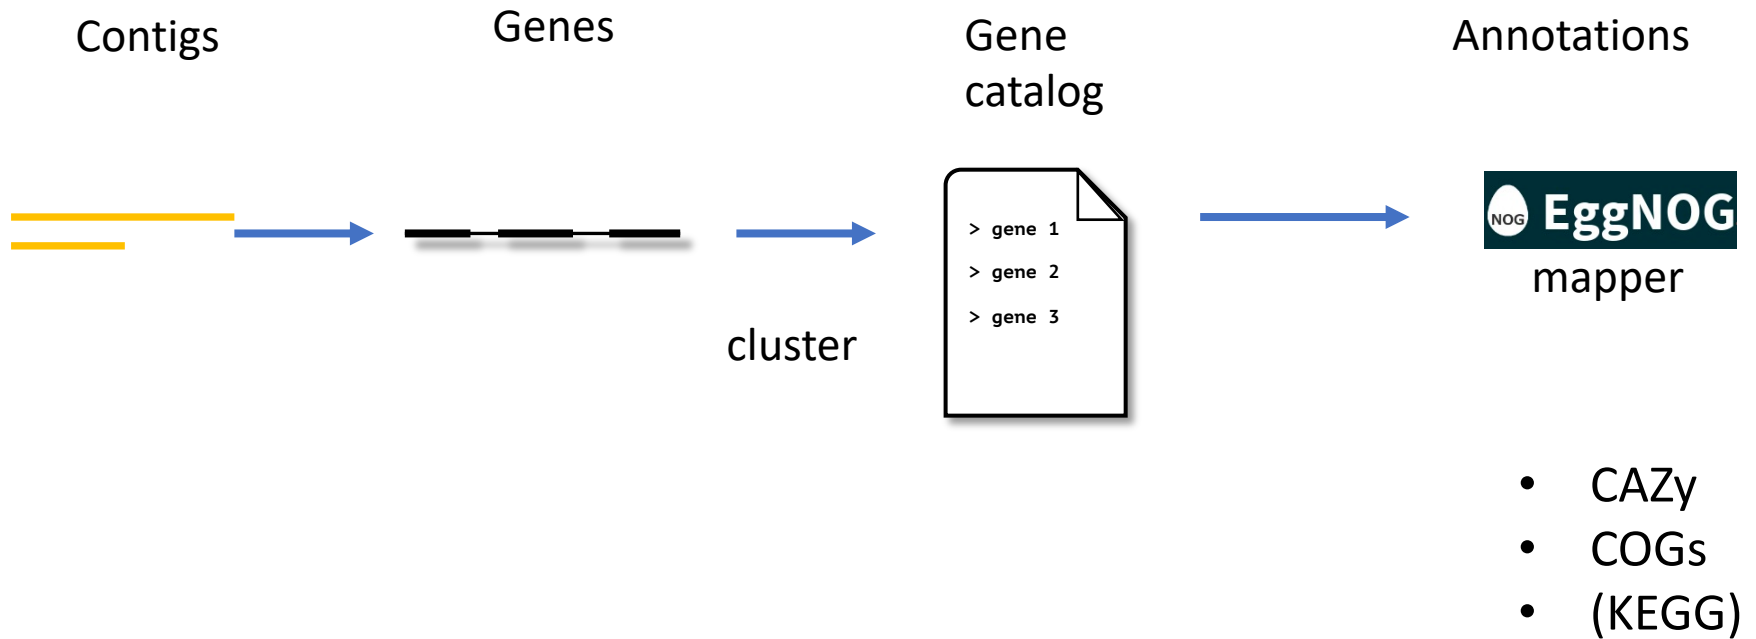 Contigs
Genes
Gene
catalog
Annotations
> gene 1
> gene 2
> gene 3
cluster
NOG EggNOG
mapper
• CAZy
• COGs
• (KEGG)